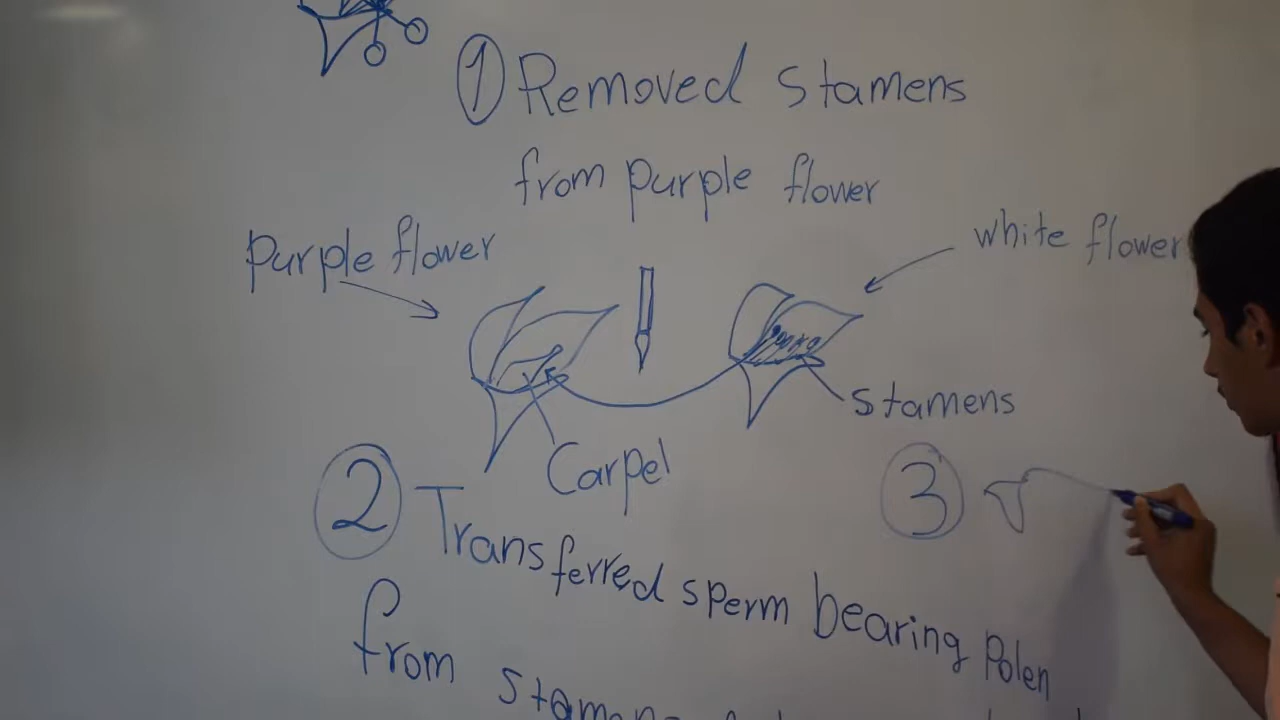 ① Removed stamens
from purple flower
purple flower
white flower
stamens
Carpel
② Transferred sperm bearing Polen
from
③